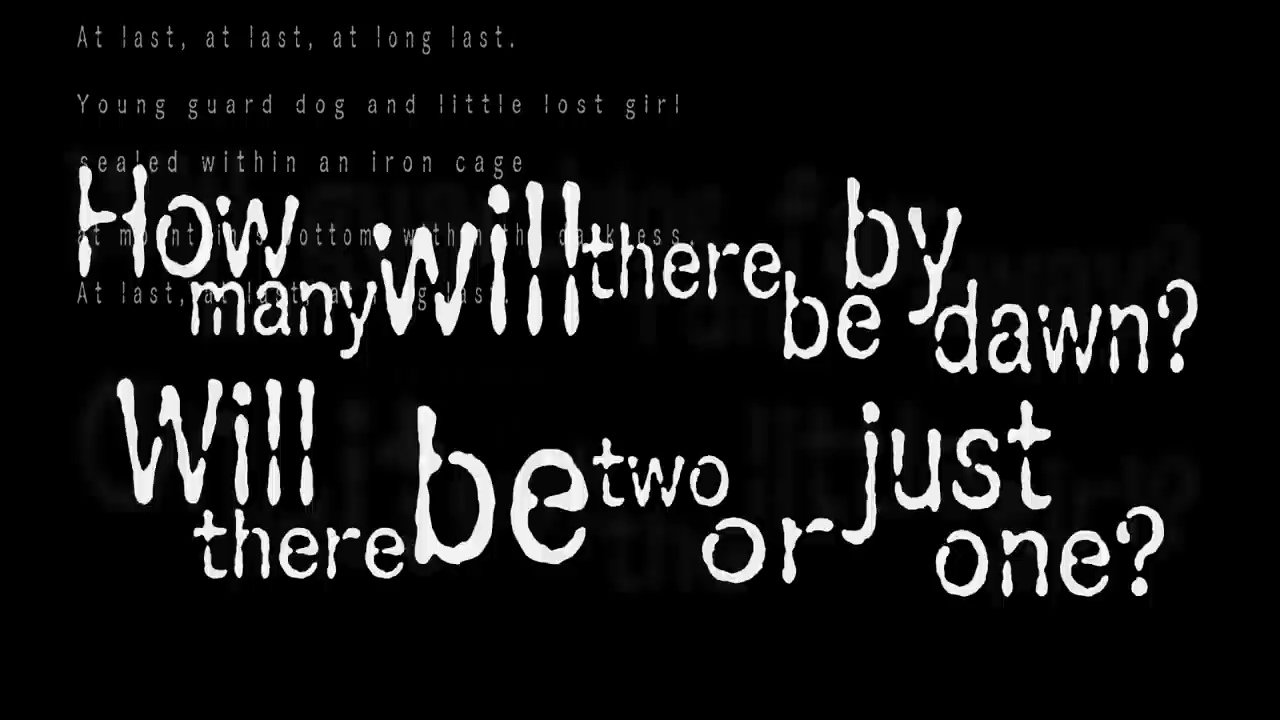 At last, at last, at long last.
Young guard dog and little lost girl
sealed within an iron cage
at mountain's bottom, within the darkness.
At last, at last, at long last.
How many will there be by dawn?
Will there be two or just one?